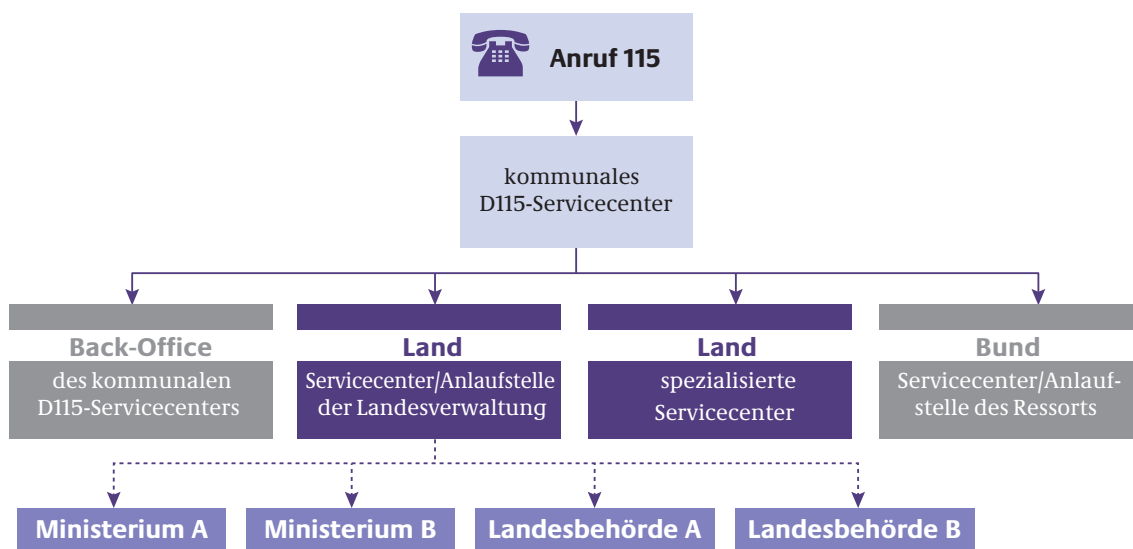 Anruf 115
kommunales
D115-Servicecenter
Back-Office
des kommunalen
D115-Servicecenters
Land
Servicecenter/Anlaufstelle
der Landesverwaltung
Land
spezialisierte
Servicecenter
Bund
Servicecenter/Anlauf-
stelle des Ressorts
Ministerium A
Ministerium B
Landesbehörde A
Landesbehörde B